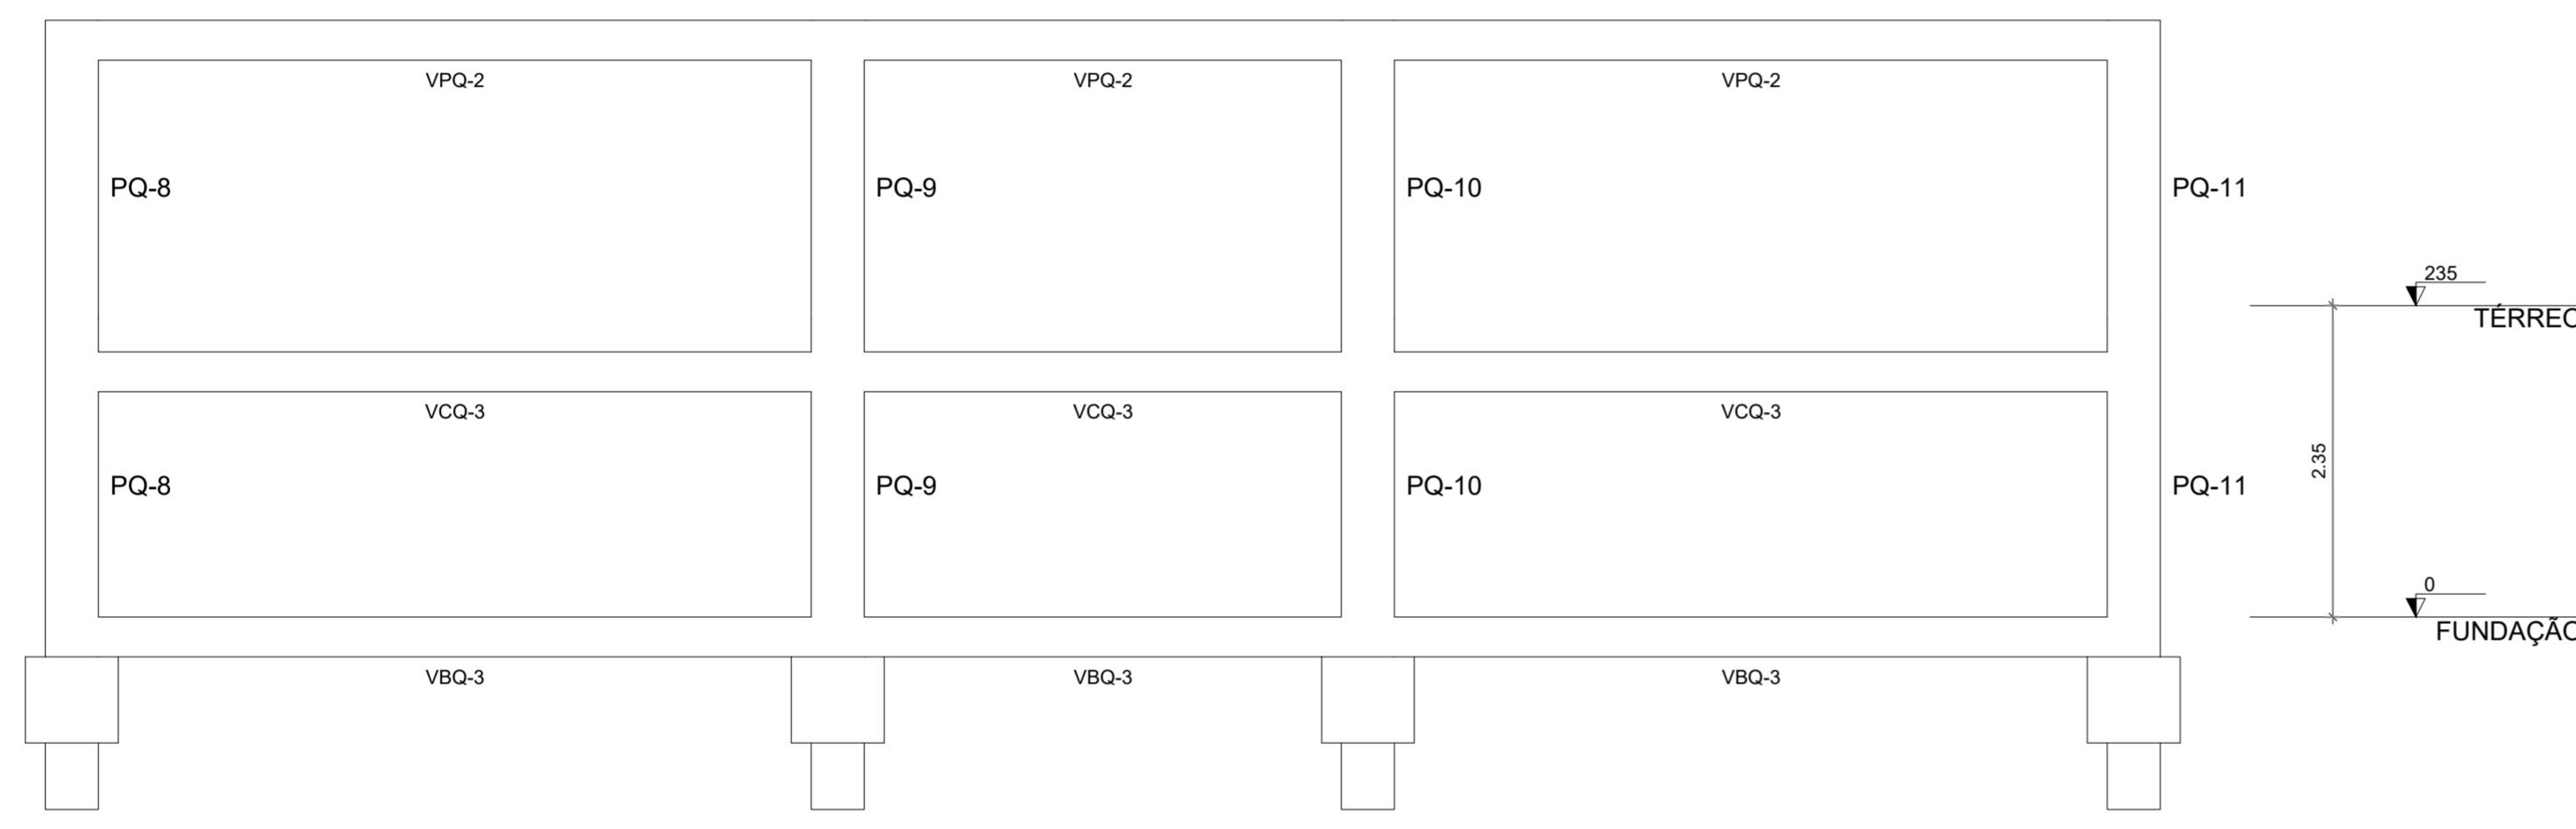 VPQ-2 VPQ-2 VPQ-2
PQ-8 PQ-9 PQ-10 PQ-11
235
TÉRREO
VCQ-3 VCQ-3 VCQ-3
2.35
PQ-8 PQ-9 PQ-10 PQ-11
0
FUNDAÇÃO
VBQ-3 VBQ-3 VBQ-3